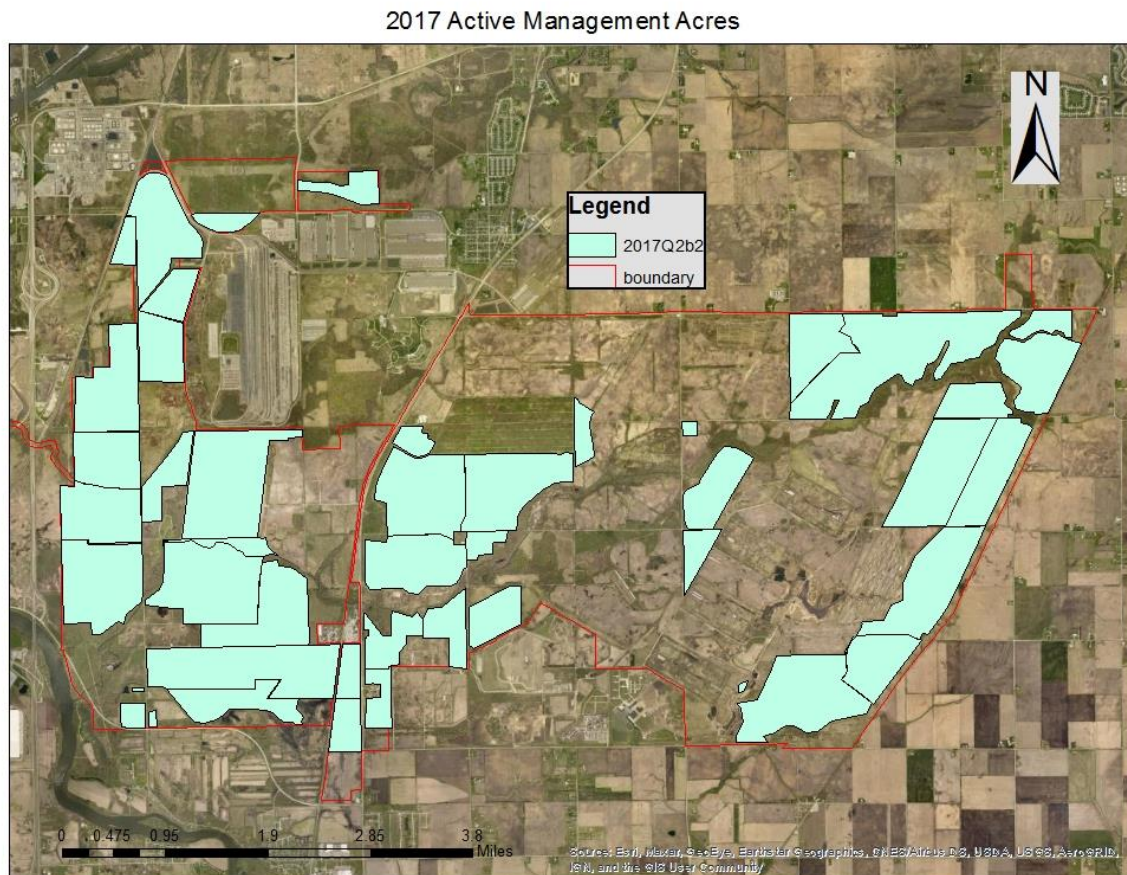 2017 Active Management Acres
N
Legend
2017Q2b2
boundary
0 0.475 0.95 1.9 2.85 3.8
Miles
Source: Esri, Maxar, GeoEye, Earthstar Geographics, CNES/Airbus DS, USDA, USGS, AeroGRID,
IGN, and the GIS User Community